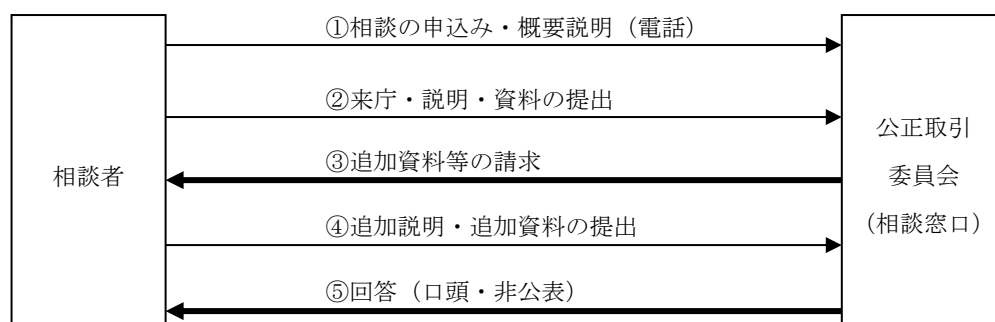 ①相談の申込み・概要説明（電話）
②来庁・説明・資料の提出
③追加資料等の請求
④追加説明・追加資料の提出
⑤回答（口頭・非公表）
相談者
公正取引
委員会
（相談窓口）